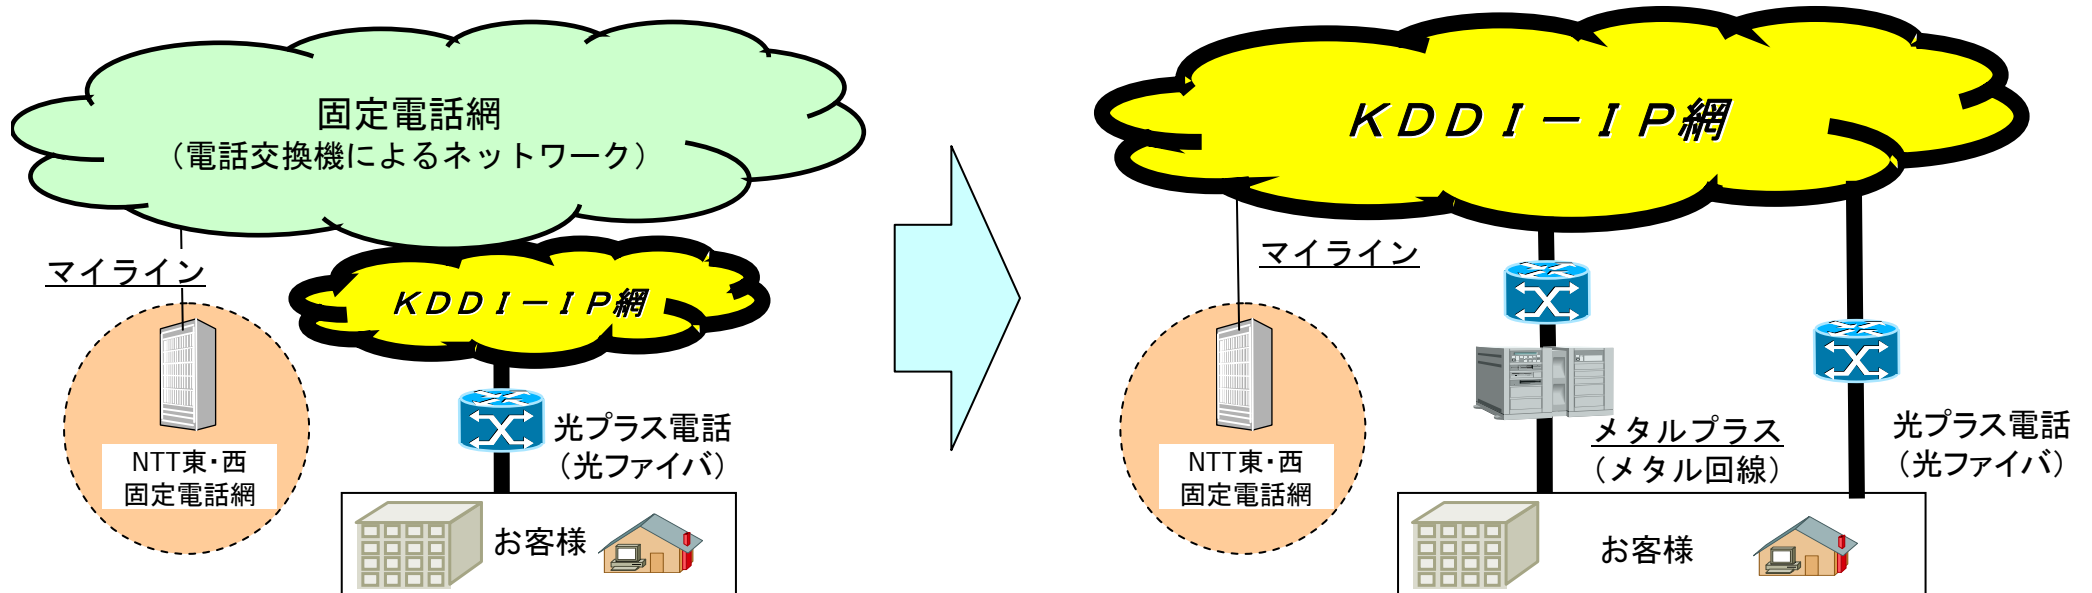 固定電話網
（電話交換機によるネットワーク）
マイライン
ＫＤＤＩ－ＩＰ網
NTT東･西
固定電話網
光プラス電話
（光ファイバ）
お客様
ＫＤＤＩ－ＩＰ網
マイライン
NTT東･西
固定電話網
メタルプラス
（メタル回線）
光プラス電話
（光ファイバ）
お客様